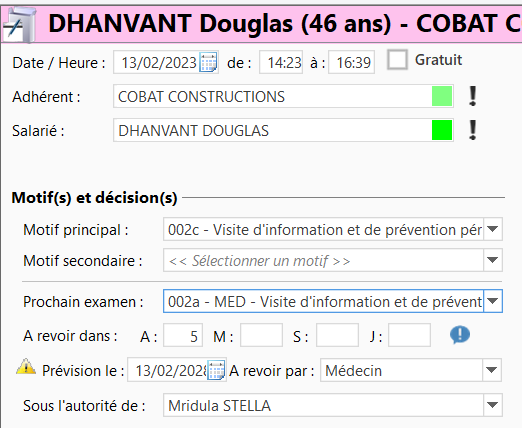 DHANVANT Douglas (46 ans) - COBAT C
Date / Heure : 13/02/2023 de : 14:23 à : 16:39 Gratuit
Adhérent : COBAT CONSTRUCTIONS
Salarié : DHANVANT DOUGLAS
Motif(s) et décision(s)
Motif principal : 002c - Visite d'information et de prévention pér
Motif secondaire : << Sélectionner un motif >>
Prochain examen : 002a - MED - Visite d'information et de prévent
A revoir dans : A : 5 M : S : J :
Prévision le : 13/02/2028 A revoir par : Médecin
Sous l'autorité de : Mridula STELLA